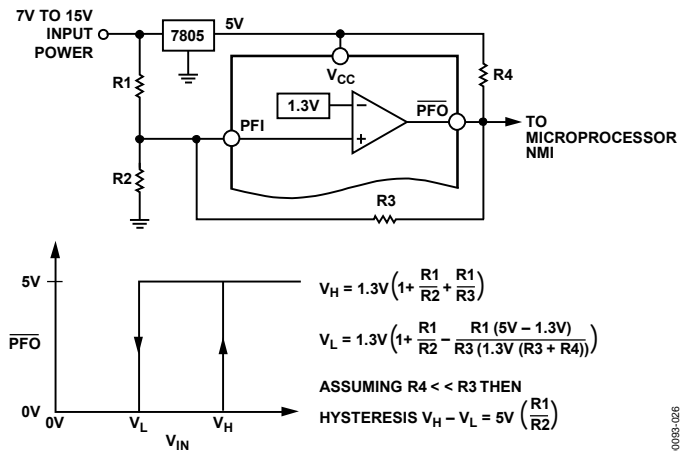 7V TO 15V
INPUT
POWER
7805
5V
R1
V_CC
R4
1.3V
−
P̅F̅O̅
PFI
+
TO
MICROPROCESSOR
NMI
R2
R3
5V
P̅F̅O̅
0V
0V
V_L
V_H
V_IN
V_H = 1.3V (1+ R1/R2 + R1/R3)
V_L = 1.3V (1+ R1/R2 − R1 (5V – 1.3V)/R3 (1.3V (R3 + R4)))
ASSUMING R4 < < R3 THEN
HYSTERESIS V_H – V_L = 5V (R1/R2)
0093-026